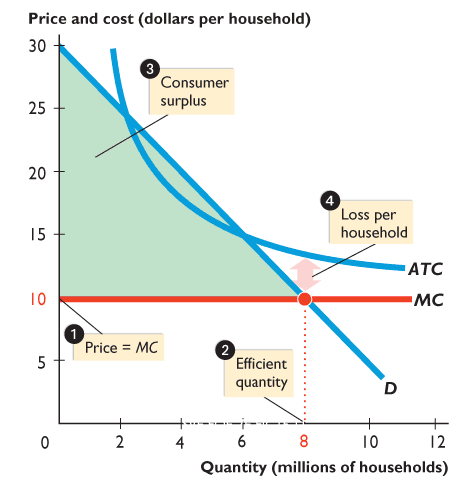 Price and cost (dollars per household)
30
25
20
15
10
5
0
2
4
6
8
10
12
3
Consumer
surplus
4
Loss per
household
ATC
MC
1
Price = MC
2
Efficient
quantity
D
Quantity (millions of households)